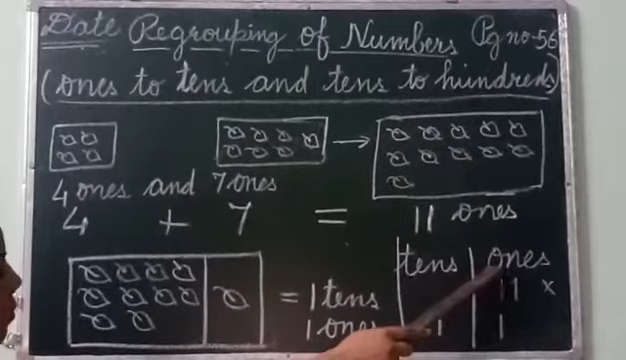 Date Regrouping of Numbers Pg no-56
(ones to tens and tens to hundreds)
4 ones and 7 ones
4 + 7 = 11 ones
tens ones
= 1 tens 11 x
1 ones 1 1